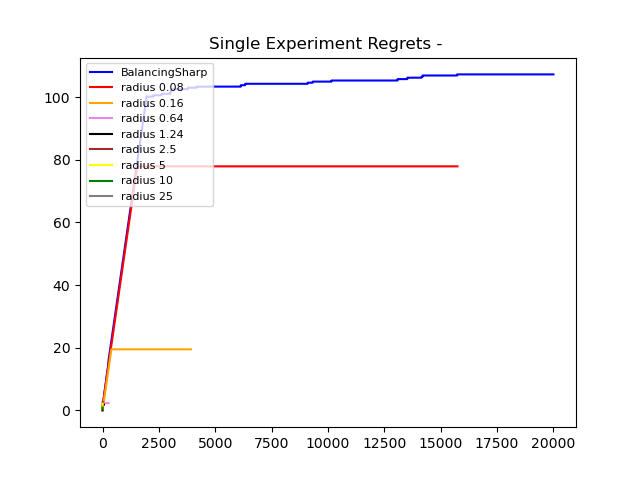 Single Experiment Regrets -
BalancingSharp
radius 0.08
radius 0.16
radius 0.64
radius 1.24
radius 2.5
radius 5
radius 10
radius 25
100
80
60
40
20
0
0 2500 5000 7500 10000 12500 15000 17500 20000